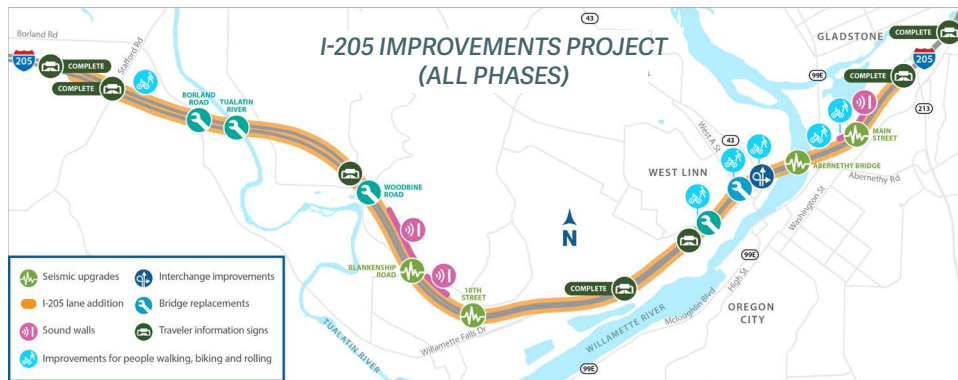 I-205 IMPROVEMENTS PROJECT
(ALL PHASES)
Borland Rd
205
COMPLETE
COMPLETE
Stafford Rd
BORLAND
ROAD
TUALATIN
RIVER
WOODBINE
ROAD
BLANKENSHIP
ROAD
10TH
STREET
Willamette Falls Dr
TUALATIN RIVER
N
COMPLETE
WEST LINN
West A St
43
43
WILLAMETTE RIVER
Mcloughlin Blvd
99E
99E
High St
Washington St
OREGON
CITY
ABERNETHY BRIDGE
Abernethy Rd
MAIN
STREET
213
COMPLETE
99E
GLADSTONE
205
COMPLETE
Seismic upgrades
Interchange improvements
I-205 lane addition
Bridge replacements
Sound walls
Traveler information signs
Improvements for people walking, biking and rolling